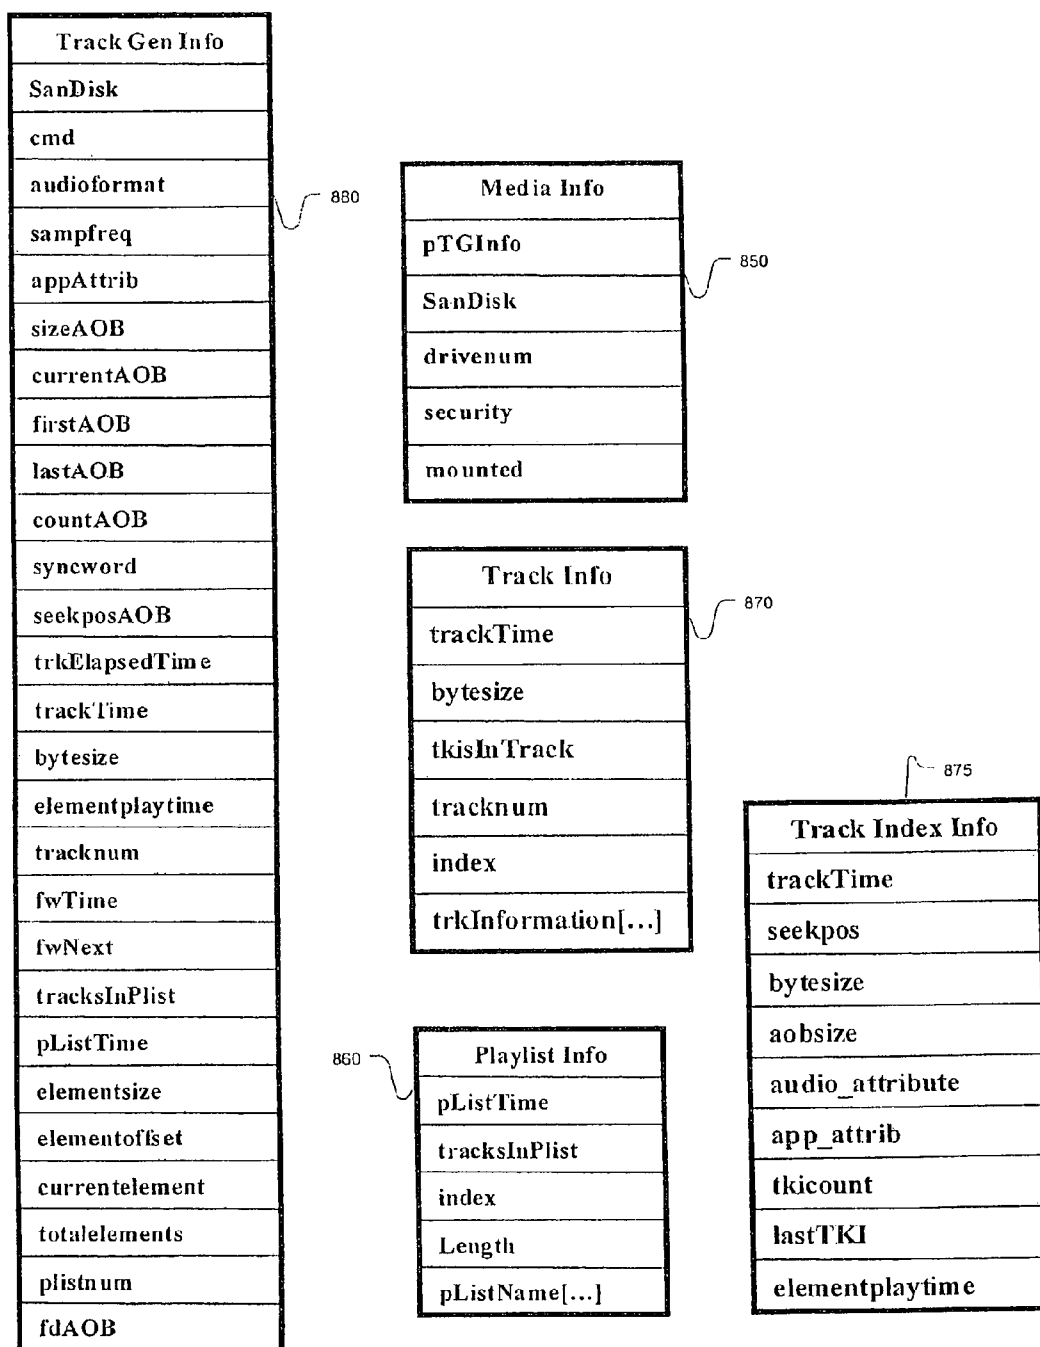 Track Gen Info
SanDisk
cmd
audioformat
sampfreq
appAttrib
sizeAOB
currentAOB
firstAOB
lastAOB
countAOB
syncword
seekposAOB
trkElapsedTime
trackTime
bytesize
elementplaytime
tracknum
fwTime
fwNext
tracksInPlist
pListTime
elementsize
elementoffset
currentelement
totalelements
plistnum
fdAOB
880
Media Info
pTGInfo
SanDisk
drivenum
security
mounted
850
Track Info
trackTime
bytesize
tkisInTrack
tracknum
index
trkInformation[...]
870
Playlist Info
pListTime
tracksInPlist
index
Length
pListName[...]
860
875
Track Index Info
trackTime
seekpos
bytesize
aobsize
audio_attribute
app_attrib
tkicount
lastTKI
elementplaytime